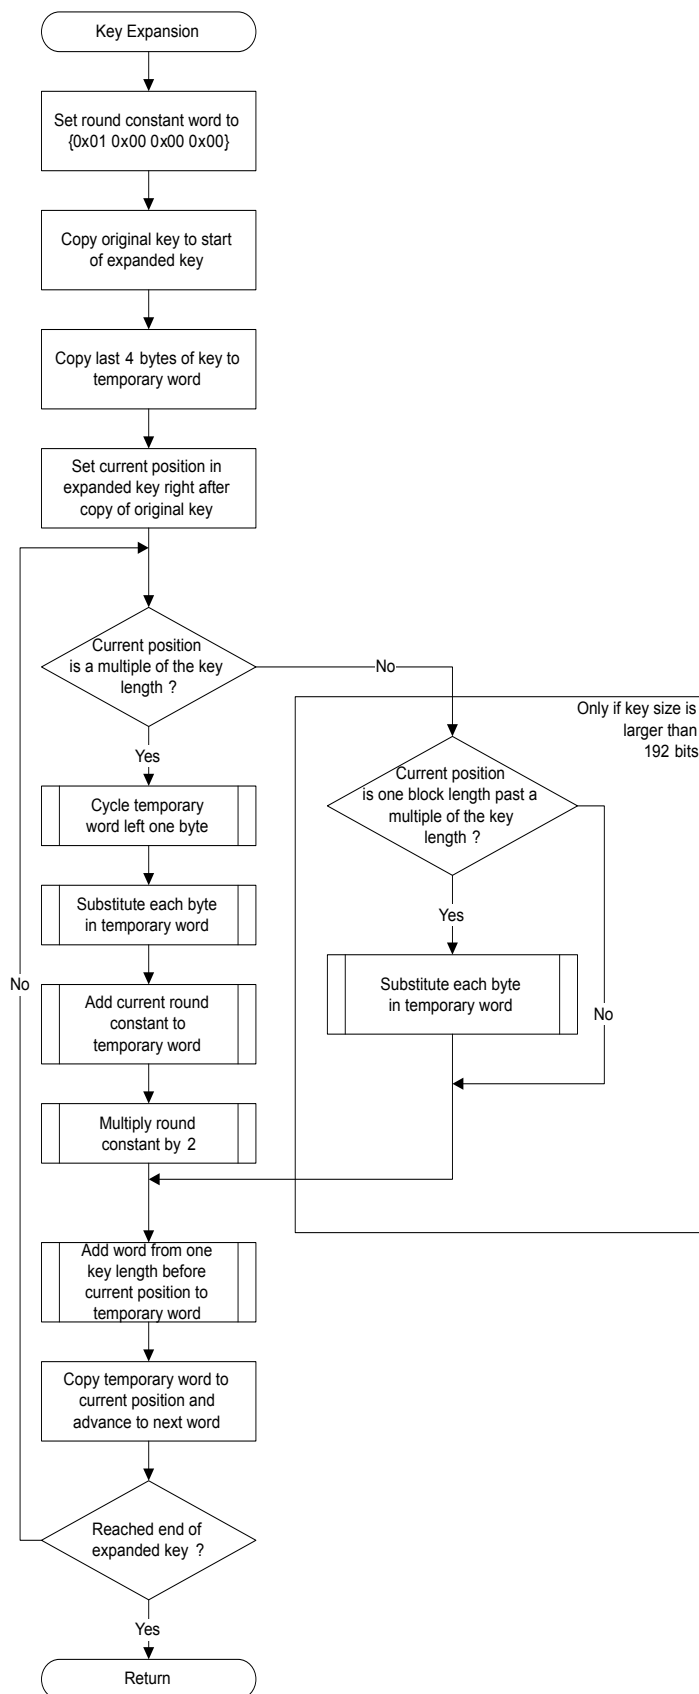 Key Expansion
Set round constant word to
{0x01 0x00 0x00 0x00}
Copy original key to start
of expanded key
Copy last 4 bytes of key to
temporary word
Set current position in
expanded key right after
copy of original key
Current position
is a multiple of the key
length ?
No
Yes
Only if key size is
larger than
192 bits
Current position
is one block length past a
multiple of the key
length ?
Cycle temporary
word left one byte
Substitute each byte
in temporary word
Yes
No
Add current round
constant to
temporary word
Substitute each byte
in temporary word
No
Multiply round
constant by 2
Add word from one
key length before
current position to
temporary word
Copy temporary word to
current position and
advance to next word
Reached end of
expanded key ?
Yes
Return